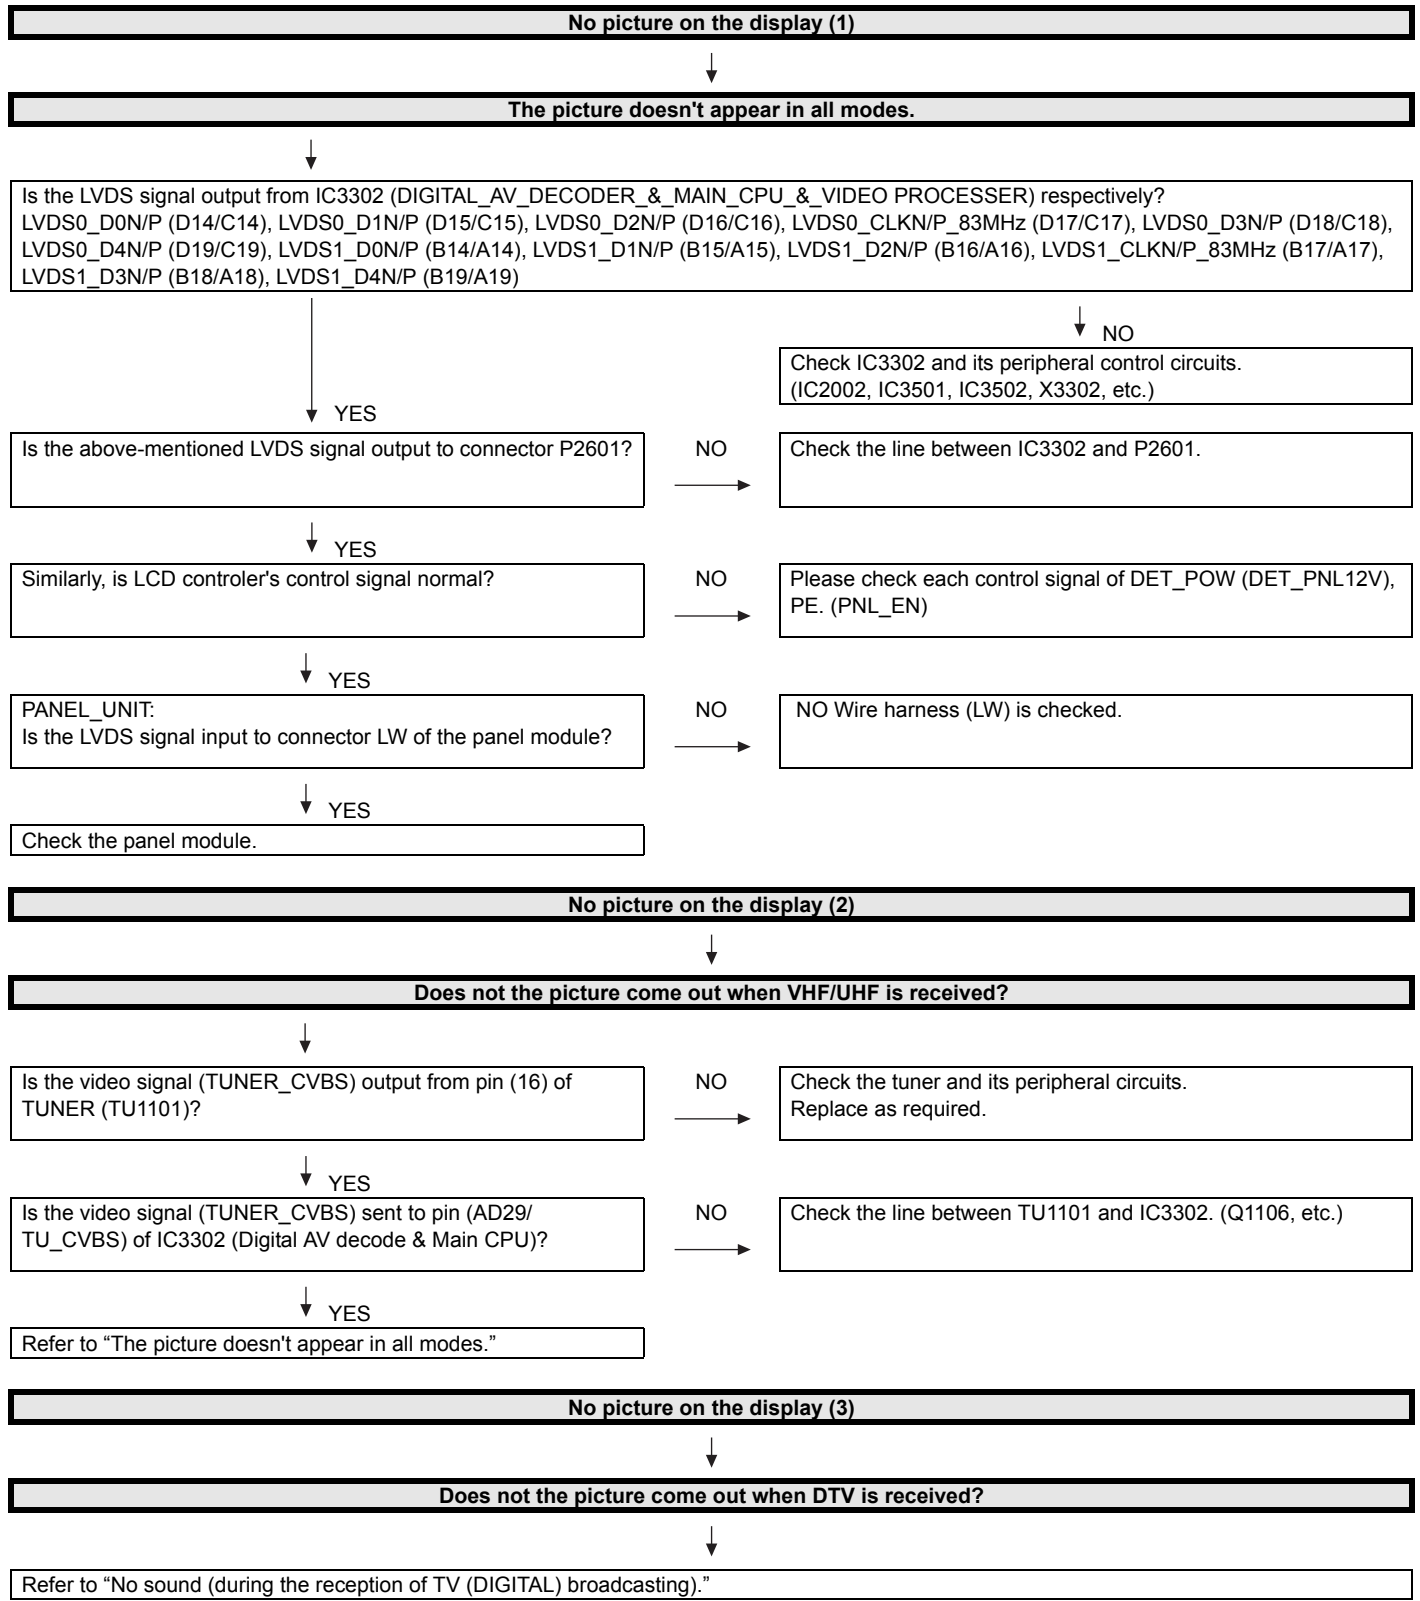 No picture on the display (1)
The picture doesn't appear in all modes.
Is the LVDS signal output from IC3302 (DIGITAL_AV_DECODER_&_MAIN_CPU_&_VIDEO PROCESSER) respectively?
LVDS0_D0N/P (D14/C14), LVDS0_D1N/P (D15/C15), LVDS0_D2N/P (D16/C16), LVDS0_CLKN/P_83MHz (D17/C17), LVDS0_D3N/P (D18/C18),
LVDS0_D4N/P (D19/C19), LVDS1_D0N/P (B14/A14), LVDS1_D1N/P (B15/A15), LVDS1_D2N/P (B16/A16), LVDS1_CLKN/P_83MHz (B17/A17),
LVDS1_D3N/P (B18/A18), LVDS1_D4N/P (B19/A19)
NO
Check IC3302 and its peripheral control circuits.
(IC2002, IC3501, IC3502, X3302, etc.)
YES
Is the above-mentioned LVDS signal output to connector P2601?
NO
Check the line between IC3302 and P2601.
YES
Similarly, is LCD controler's control signal normal?
NO
Please check each control signal of DET_POW (DET_PNL12V),
PE. (PNL_EN)
YES
PANEL_UNIT:
Is the LVDS signal input to connector LW of the panel module?
NO
NO Wire harness (LW) is checked.
YES
Check the panel module.
No picture on the display (2)
Does not the picture come out when VHF/UHF is received?
Is the video signal (TUNER_CVBS) output from pin (16) of
TUNER (TU1101)?
NO
Check the tuner and its peripheral circuits.
Replace as required.
YES
Is the video signal (TUNER_CVBS) sent to pin (AD29/
TU_CVBS) of IC3302 (Digital AV decode & Main CPU)?
NO
Check the line between TU1101 and IC3302. (Q1106, etc.)
YES
Refer to “The picture doesn't appear in all modes.”
No picture on the display (3)
Does not the picture come out when DTV is received?
Refer to “No sound (during the reception of TV (DIGITAL) broadcasting).”